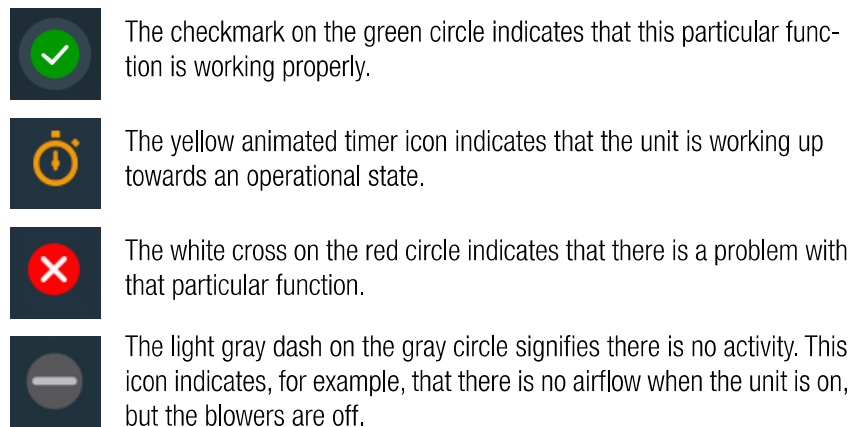 The checkmark on the green circle indicates that this particular func-
tion is working properly.
The yellow animated timer icon indicates that the unit is working up
towards an operational state.
The white cross on the red circle indicates that there is a problem with
that particular function.
The light gray dash on the gray circle signifies there is no activity. This
icon indicates, for example, that there is no airflow when the unit is on,
but the blowers are off.